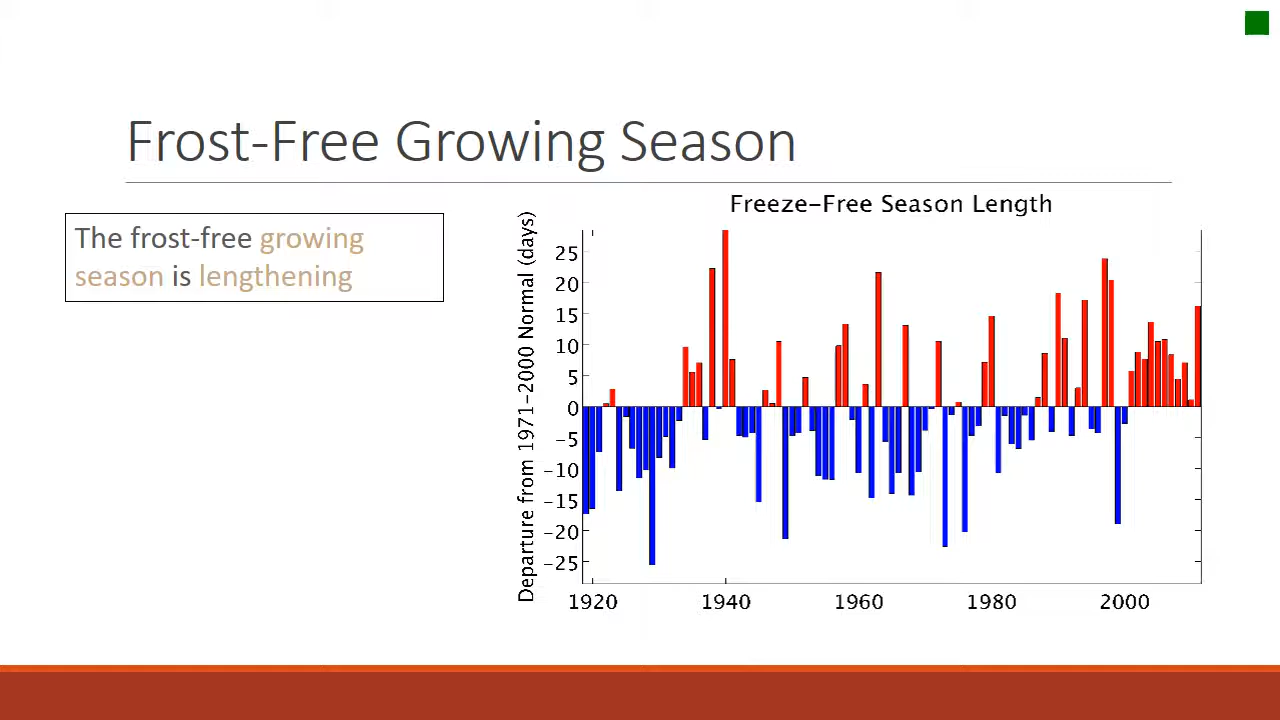 Frost-Free Growing Season
The frost-free growing
season is lengthening
Freeze-Free Season Length
Departure from 1971-2000 Normal (days)
25
20
15
10
5
0
-5
-10
-15
-20
-25
1920 1940 1960 1980 2000